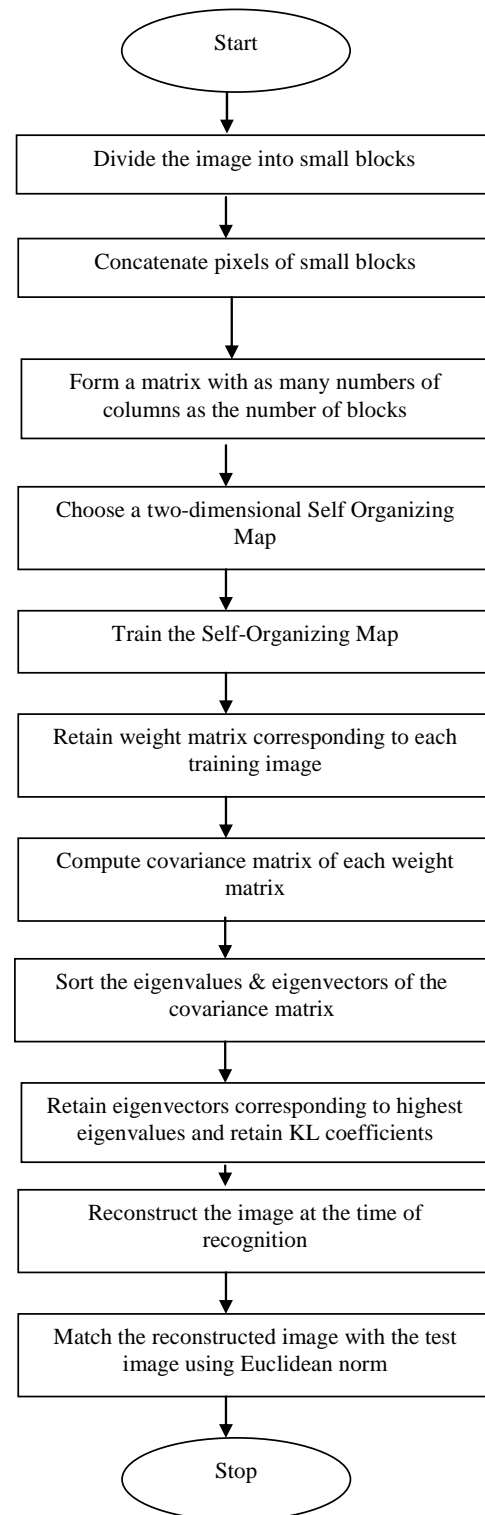 Start
Divide the image into small blocks
Concatenate pixels of small blocks
Form a matrix with as many numbers of
columns as the number of blocks
Choose a two-dimensional Self Organizing
Map
Train the Self-Organizing Map
Retain weight matrix corresponding to each
training image
Compute covariance matrix of each weight
matrix
Sort the eigenvalues & eigenvectors of the
covariance matrix
Retain eigenvectors corresponding to highest
eigenvalues and retain KL coefficients
Reconstruct the image at the time of
recognition
Match the reconstructed image with the test
image using Euclidean norm
Stop